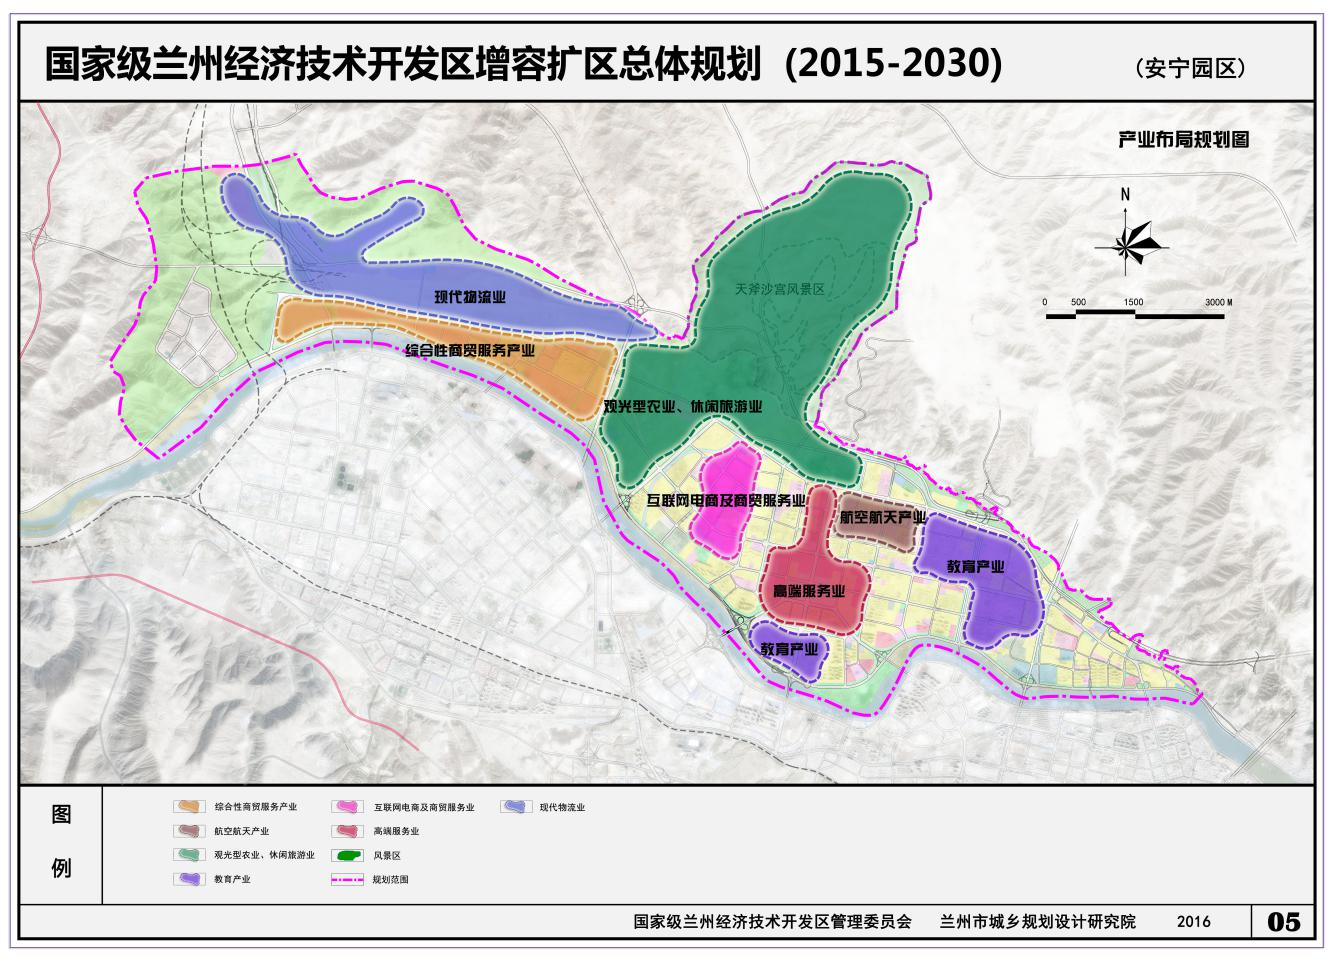 国家级兰州经济技术开发区增容扩区总体规划 (2015-2030)
（安宁园区）
产业布局规划图
N
0 500 1500 3000 M
天斧沙宫风景区
现代物流业
综合性商贸服务产业
观光型农业、休闲旅游业
互联网电商及商贸服务业
航空航天产业
教育产业
高端服务业
教育产业
图例
综合性商贸服务产业
互联网电商及商贸服务业
现代物流业
航空航天产业
高端服务业
观光型农业、休闲旅游业
风景区
教育产业
规划范围
国家级兰州经济技术开发区管理委员会 兰州市城乡规划设计研究院 2016 05